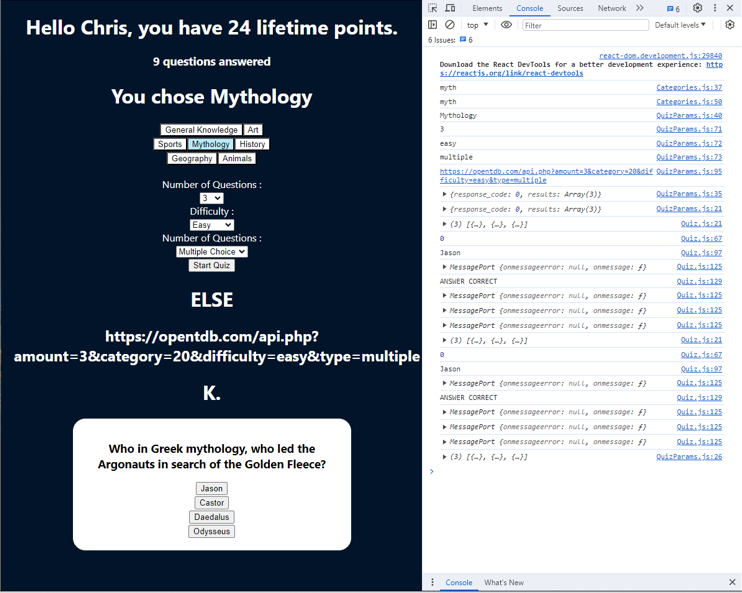 Hello Chris, you have 24 lifetime points.
9 questions answered
You chose Mythology
General Knowledge Art
Sports Mythology History
Geography Animals
Number of Questions :
3
Difficulty :
Easy
Number of Questions :
Multiple Choice
Start Quiz
ELSE
https://opentdb.com/api.php?
amount=3&category=20&difficulty=easy&type=multiple
K.
Who in Greek mythology, who led the
Argonauts in search of the Golden Fleece?
Jason
Castor
Daedalus
Odysseus
Elements Console Sources Network 6
top Filter Default levels
6 Issues: 6
react-dom.development.js:29840
Download the React DevTools for a better development experience: htt
ps://reactjs.org/link/react-devtools
myth Categories.js:37
myth Categories.js:50
Mythology QuizParams.js:40
3 QuizParams.js:71
easy QuizParams.js:72
multiple QuizParams.js:73
https://opentdb.com/api.php?amount=3&category=20&dif QuizParams.js:95
ficulty=easy&type=multiple
{response_code: 0, results: Array(3)} QuizParams.js:35
{response_code: 0, results: Array(3)} QuizParams.js:21
(3) [{…}, {…}, {…}] Quiz.js:21
0 Quiz.js:67
Jason Quiz.js:97
MessagePort {onmessageerror: null, onmessage: ƒ} Quiz.js:125
ANSWER CORRECT Quiz.js:129
MessagePort {onmessageerror: null, onmessage: ƒ} Quiz.js:125
MessagePort {onmessageerror: null, onmessage: ƒ} Quiz.js:125
MessagePort {onmessageerror: null, onmessage: ƒ} Quiz.js:125
(3) [{…}, {…}, {…}] Quiz.js:21
0 Quiz.js:67
Jason Quiz.js:97
MessagePort {onmessageerror: null, onmessage: ƒ} Quiz.js:125
ANSWER CORRECT Quiz.js:129
MessagePort {onmessageerror: null, onmessage: ƒ} Quiz.js:125
MessagePort {onmessageerror: null, onmessage: ƒ} Quiz.js:125
MessagePort {onmessageerror: null, onmessage: ƒ} Quiz.js:125
(3) [{…}, {…}, {…}] QuizParams.js:26
Console What's New